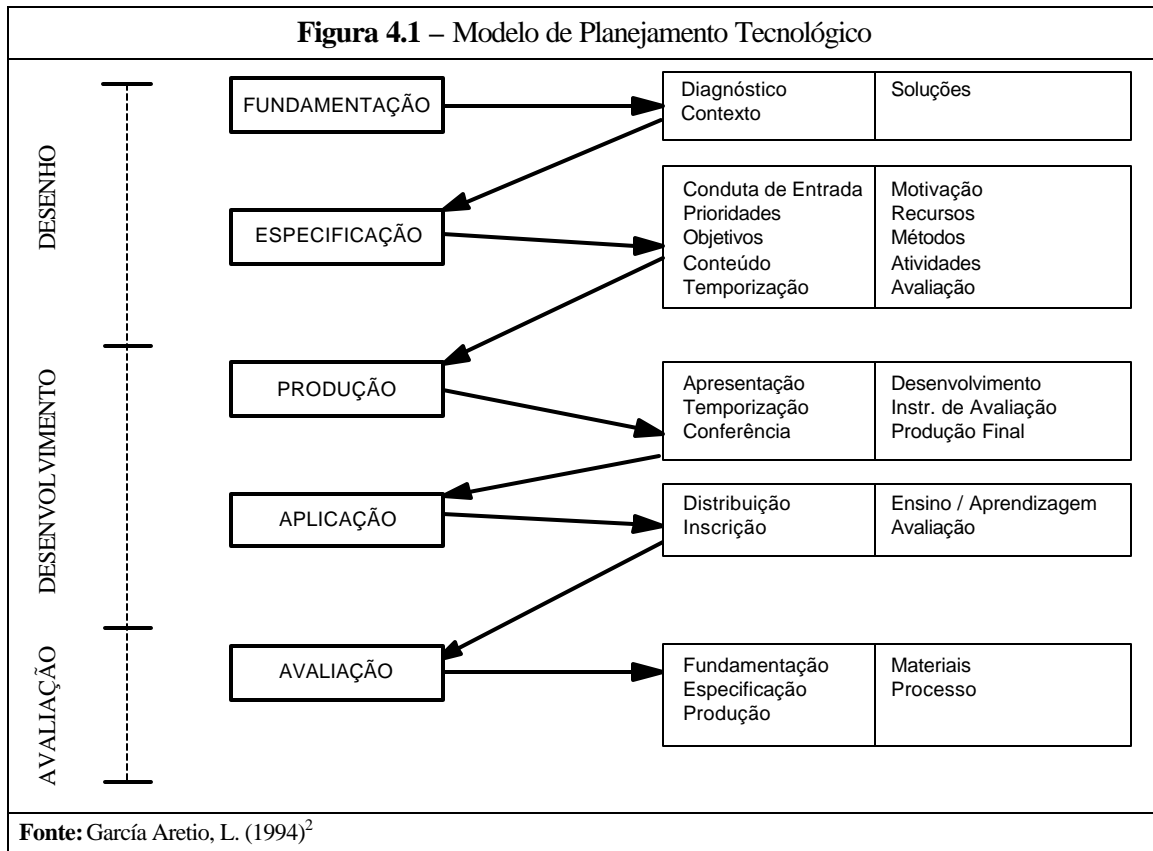 Figura 4.1 – Modelo de Planejamento Tecnológico
DESENHO
FUNDAMENTAÇÃO
Diagnóstico
Contexto
Soluções
ESPECIFICAÇÃO
Conduta de Entrada
Prioridades
Objetivos
Conteúdo
Temporização
Motivação
Recursos
Métodos
Atividades
Avaliação
DESENVOLVIMENTO
PRODUÇÃO
Apresentação
Temporização
Conferência
Desenvolvimento
Instr. de Avaliação
Produção Final
APLICAÇÃO
Distribuição
Inscrição
Ensino / Aprendizagem
Avaliação
AVALIAÇÃO
AVALIAÇÃO
Fundamentação
Especificação
Produção
Materiais
Processo
Fonte: García Aretio, L. (1994)²